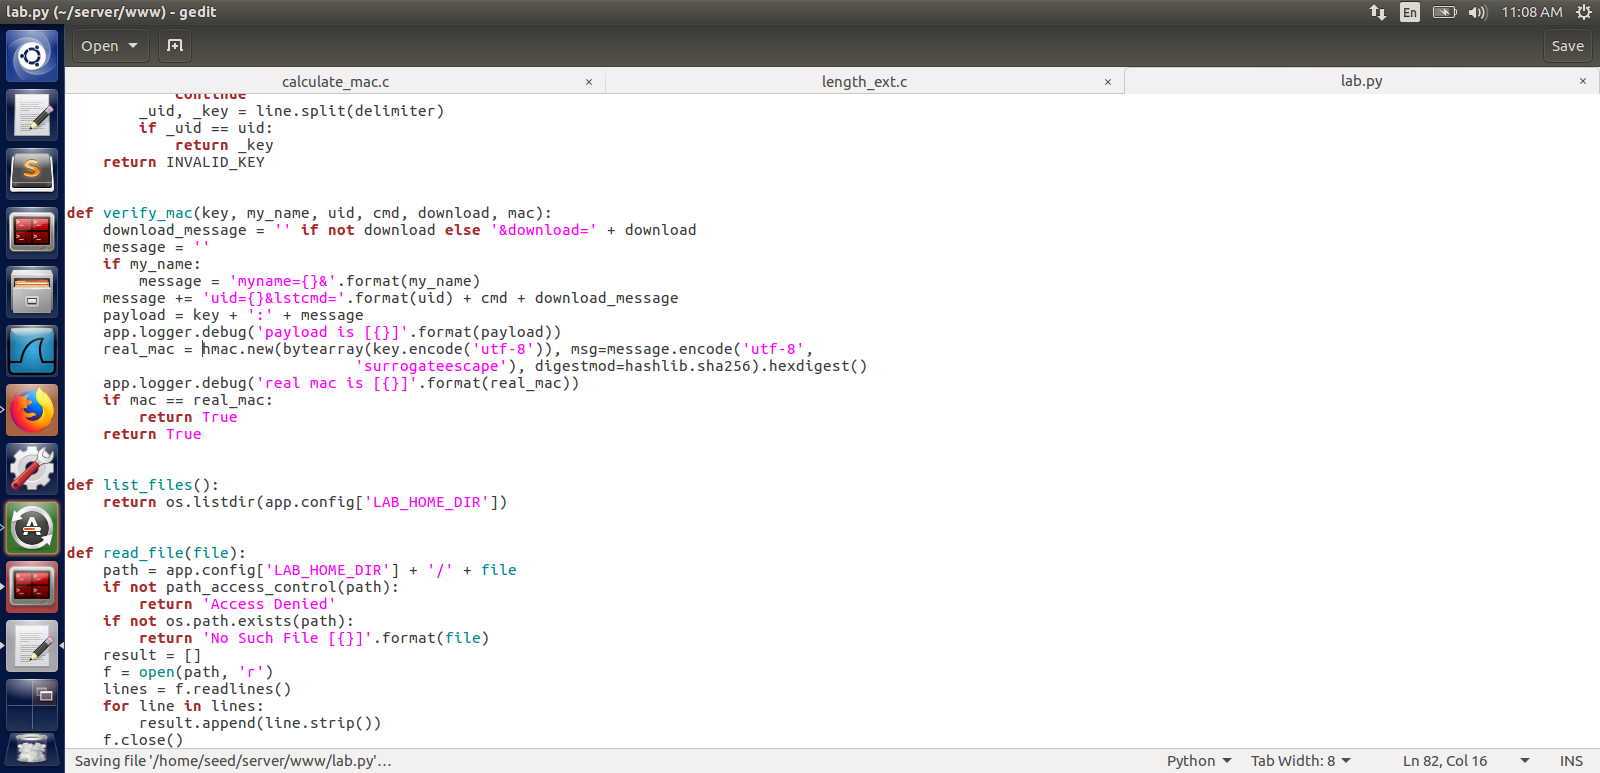 lab.py (~/server/www) - gedit
En
11:08 AM
Open
Save
calculate_mac.c ×
length_ext.c ×
lab.py ×
continue
_uid, _key = line.split(delimiter)
if _uid == uid:
return _key
return INVALID_KEY
def verify_mac(key, my_name, uid, cmd, download, mac):
download_message = '' if not download else '&download=' + download
message = ''
if my_name:
message = 'myname={}&'.format(my_name)
message += 'uid={}&lstcmd='.format(uid) + cmd + download_message
payload = key + ':' + message
app.logger.debug('payload is [{}]'.format(payload))
real_mac = hmac.new(bytearray(key.encode('utf-8')), msg=message.encode('utf-8',
'surrogateescape'), digestmod=hashlib.sha256).hexdigest()
app.logger.debug('real mac is [{}]'.format(real_mac))
if mac == real_mac:
return True
return True
def list_files():
return os.listdir(app.config['LAB_HOME_DIR'])
def read_file(file):
path = app.config['LAB_HOME_DIR'] + '/' + file
if not path_access_control(path):
return 'Access Denied'
if not os.path.exists(path):
return 'No Such File [{}]'.format(file)
result = []
f = open(path, 'r')
lines = f.readlines()
for line in lines:
result.append(line.strip())
f.close()
Saving file '/home/seed/server/www/lab.py'…
Python
Tab Width: 8
Ln 82, Col 16
INS